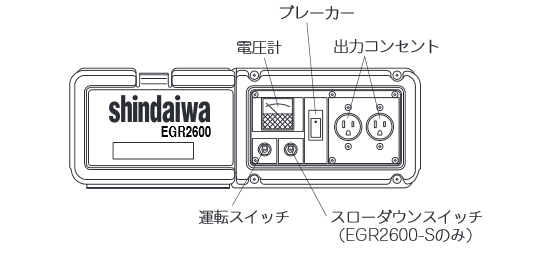 ブレーカー
電圧計
出力コンセント
shindaiwa
EGR2600
運転スイッチ
スローダウンスイッチ
（EGR2600-Sのみ）